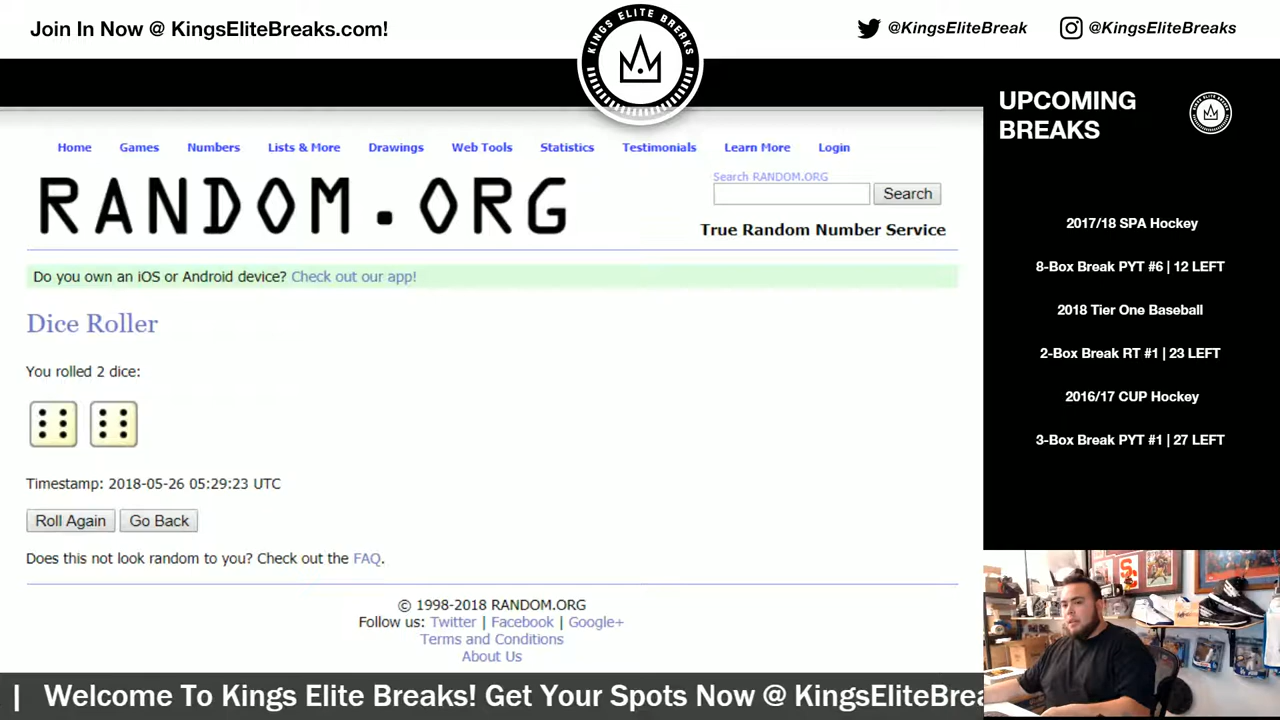 Join In Now @ KingsEliteBreaks.com!
KINGS ELITE BREAKS
@KingsEliteBreak
@KingsEliteBreaks
UPCOMING
BREAKS
2017/18 SPA Hockey
8-Box Break PYT #6 | 12 LEFT
2018 Tier One Baseball
2-Box Break RT #1 | 23 LEFT
2016/17 CUP Hockey
3-Box Break PYT #1 | 27 LEFT
Home Games Numbers Lists & More Drawings Web Tools Statistics Testimonials Learn More Login
RANDOM.ORG
Search RANDOM.ORG
Search
True Random Number Service
Do you own an iOS or Android device? Check out our app!
Dice Roller
You rolled 2 dice:
Timestamp: 2018-05-26 05:29:23 UTC
Roll Again Go Back
Does this not look random to you? Check out the FAQ.
© 1998-2018 RANDOM.ORG
Follow us: Twitter | Facebook | Google+
Terms and Conditions
About Us
| Welcome To Kings Elite Breaks! Get Your Spots Now @ KingsEliteBrea